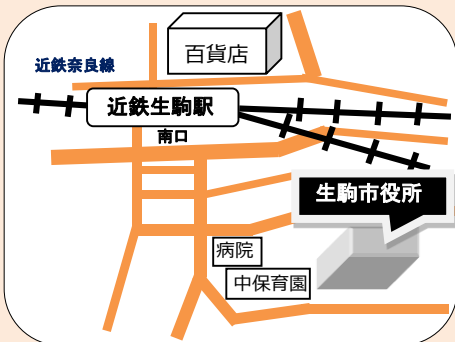 百貨店
近鉄奈良線
近鉄生駒駅
南口
生駒市役所
病院
中保育園